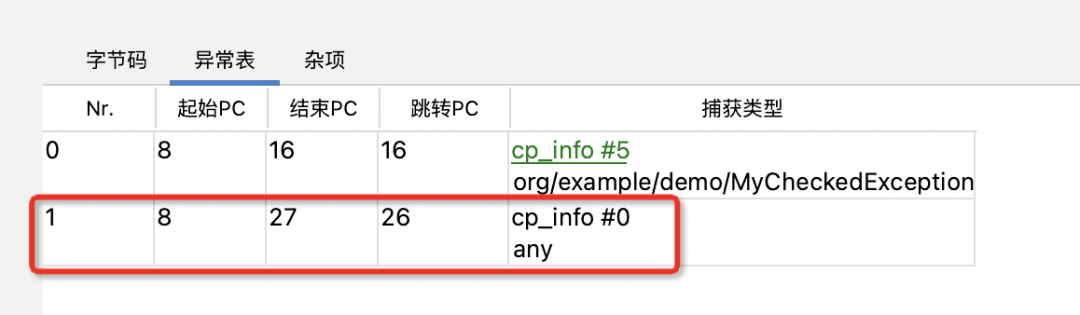 字节码 异常表 杂项
Nr. 起始PC 结束PC 跳转PC 捕获类型
0 8 16 16 cp_info #5
org/example/demo/MyCheckedException
1 8 27 26 cp_info #0
any